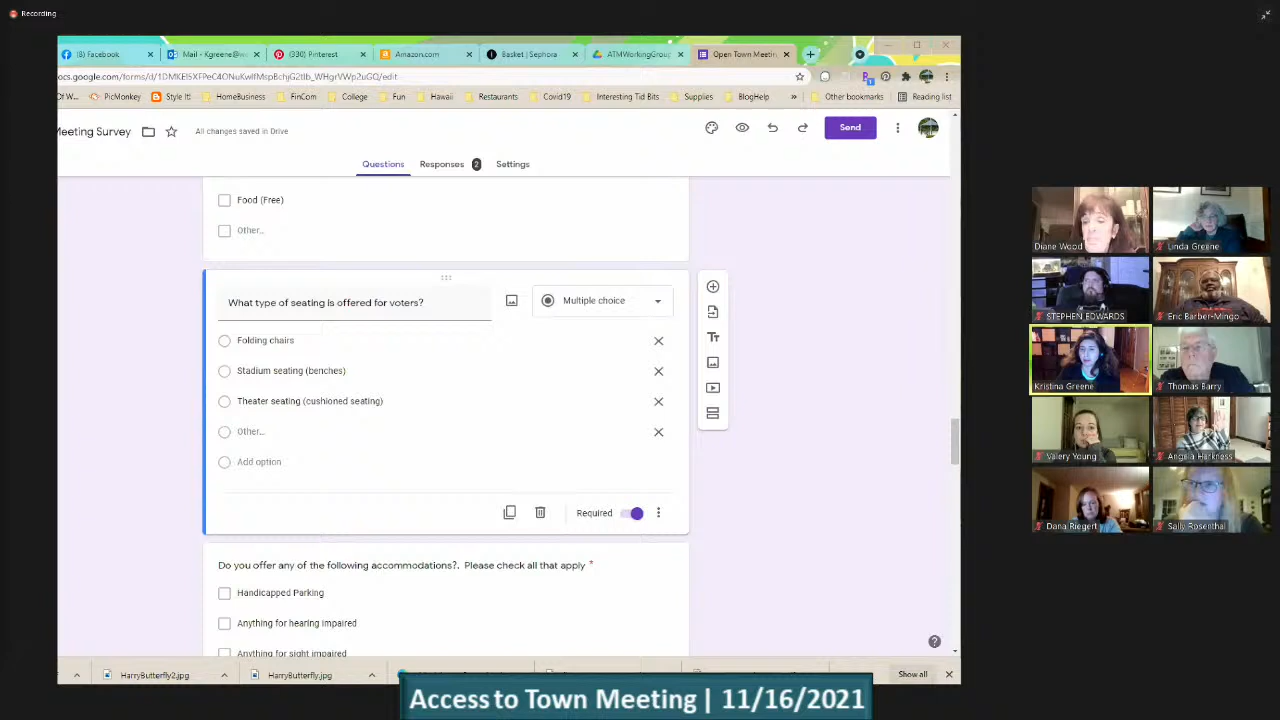 Recording
(8) Facebook
Mail - Kgreene@w
(330) Pinterest
Amazon.com
Basket | Sephora
ATMWorkingGroup
Open Town Meetin
ocs.google.com/forms/d/
/edit
Of W...
PicMonkey
Style It!
HomeBusiness
FinCom
College
Fun
Hawaii
Restaurants
Covid19
Interesting Tid Bits
Supplies
BlogHelp
»
Other bookmarks
Reading list
Meeting Survey
All changes saved in Drive
Send
Questions
Responses 2
Settings
Food (Free)
Other...
What type of seating is offered for voters?
Multiple choice
Folding chairs
Stadium seating (benches)
Theater seating (cushioned seating)
Other...
Add option
Required
Do you offer any of the following accommodations?. Please check all that apply *
Handicapped Parking
Anything for hearing impaired
Anything for sight impaired
HarryButterfly2.jpg
HarryButterfly.jpg
Show all
Access to Town Meeting | 11/16/2021
Diane Wood
Linda Greene
STEPHEN EDWARDS
Eric Barber-Mingo
Kristina Greene
Thomas Barry
Valery Young
Angela Harkness
Dana Riegert
Sally Rosenthal